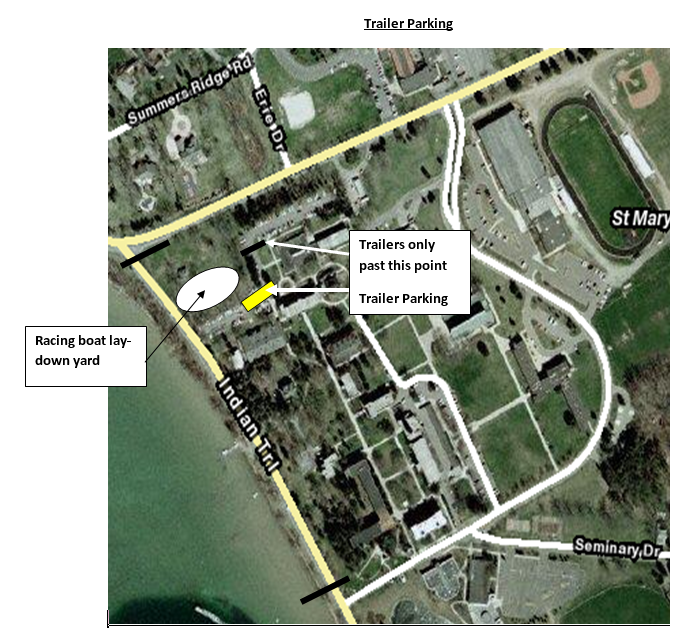 Trailer Parking
Summers Ridge Rd
Erie Dr
St Mary
Trailers only
past this point
Trailer Parking
Racing boat lay-
down yard
Indian Trl
Seminary Dr